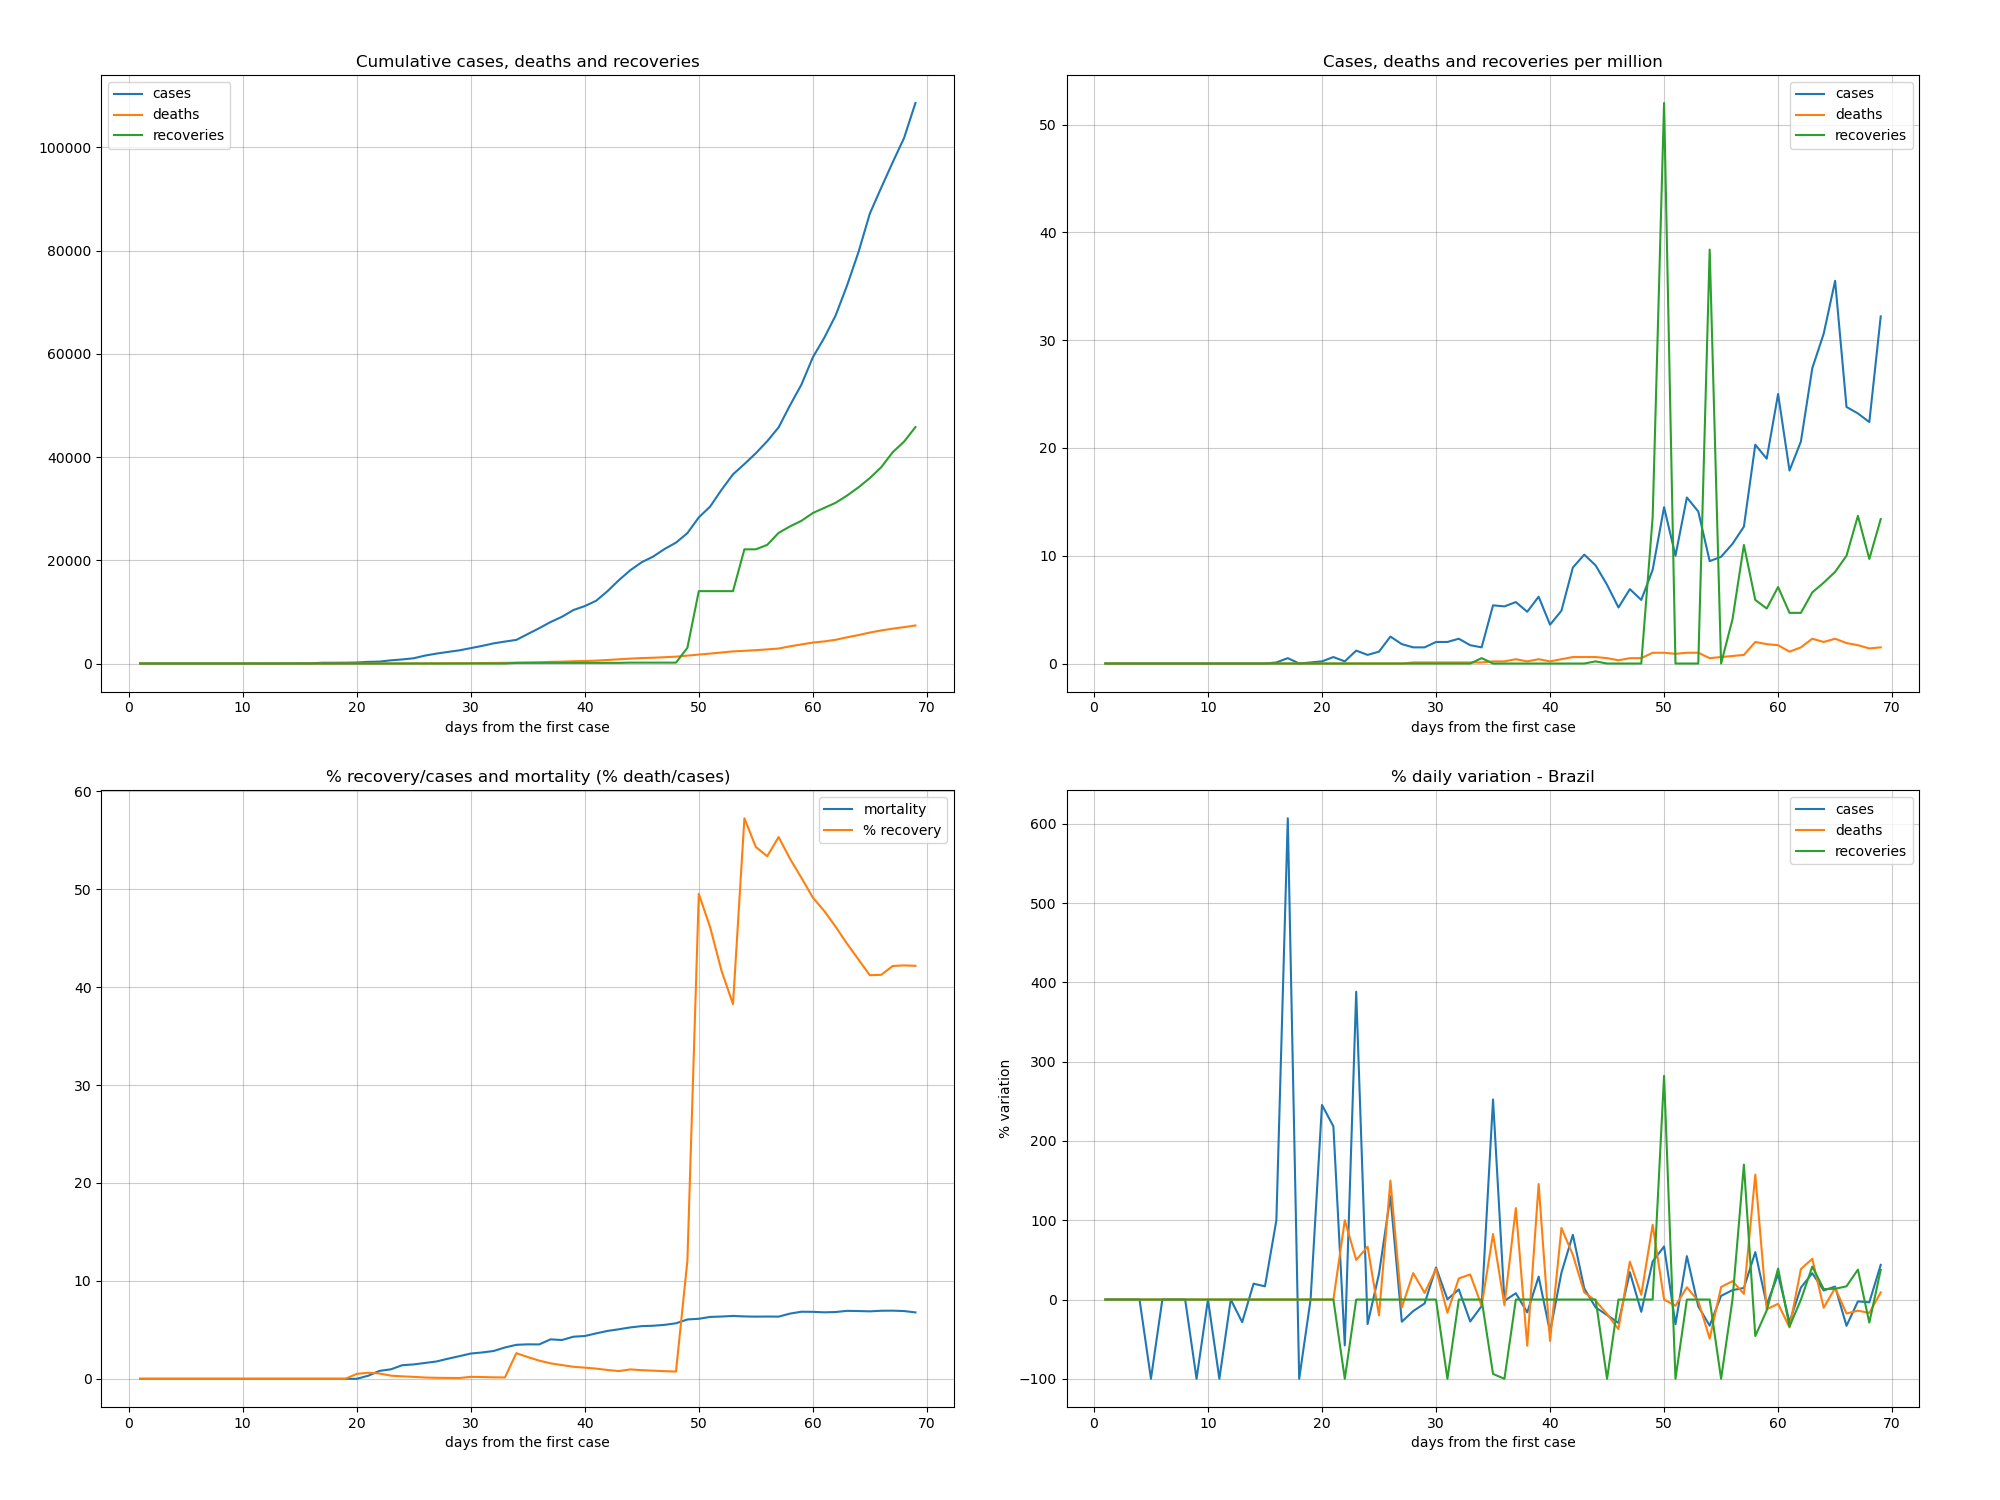 Cumulative cases, deaths and recoveries
cases
deaths
recoveries
100000
80000
60000
40000
20000
0
0 10 20 30 40 50 60 70
days from the first case
Cases, deaths and recoveries per million
cases
deaths
recoveries
50
40
30
20
10
0
0 10 20 30 40 50 60 70
days from the first case
% recovery/cases and mortality (% death/cases)
mortality
% recovery
60
50
40
30
20
10
0
0 10 20 30 40 50 60 70
days from the first case
% daily variation - Brazil
cases
deaths
recoveries
% variation
600
500
400
300
200
100
0
−100
0 10 20 30 40 50 60 70
days from the first case